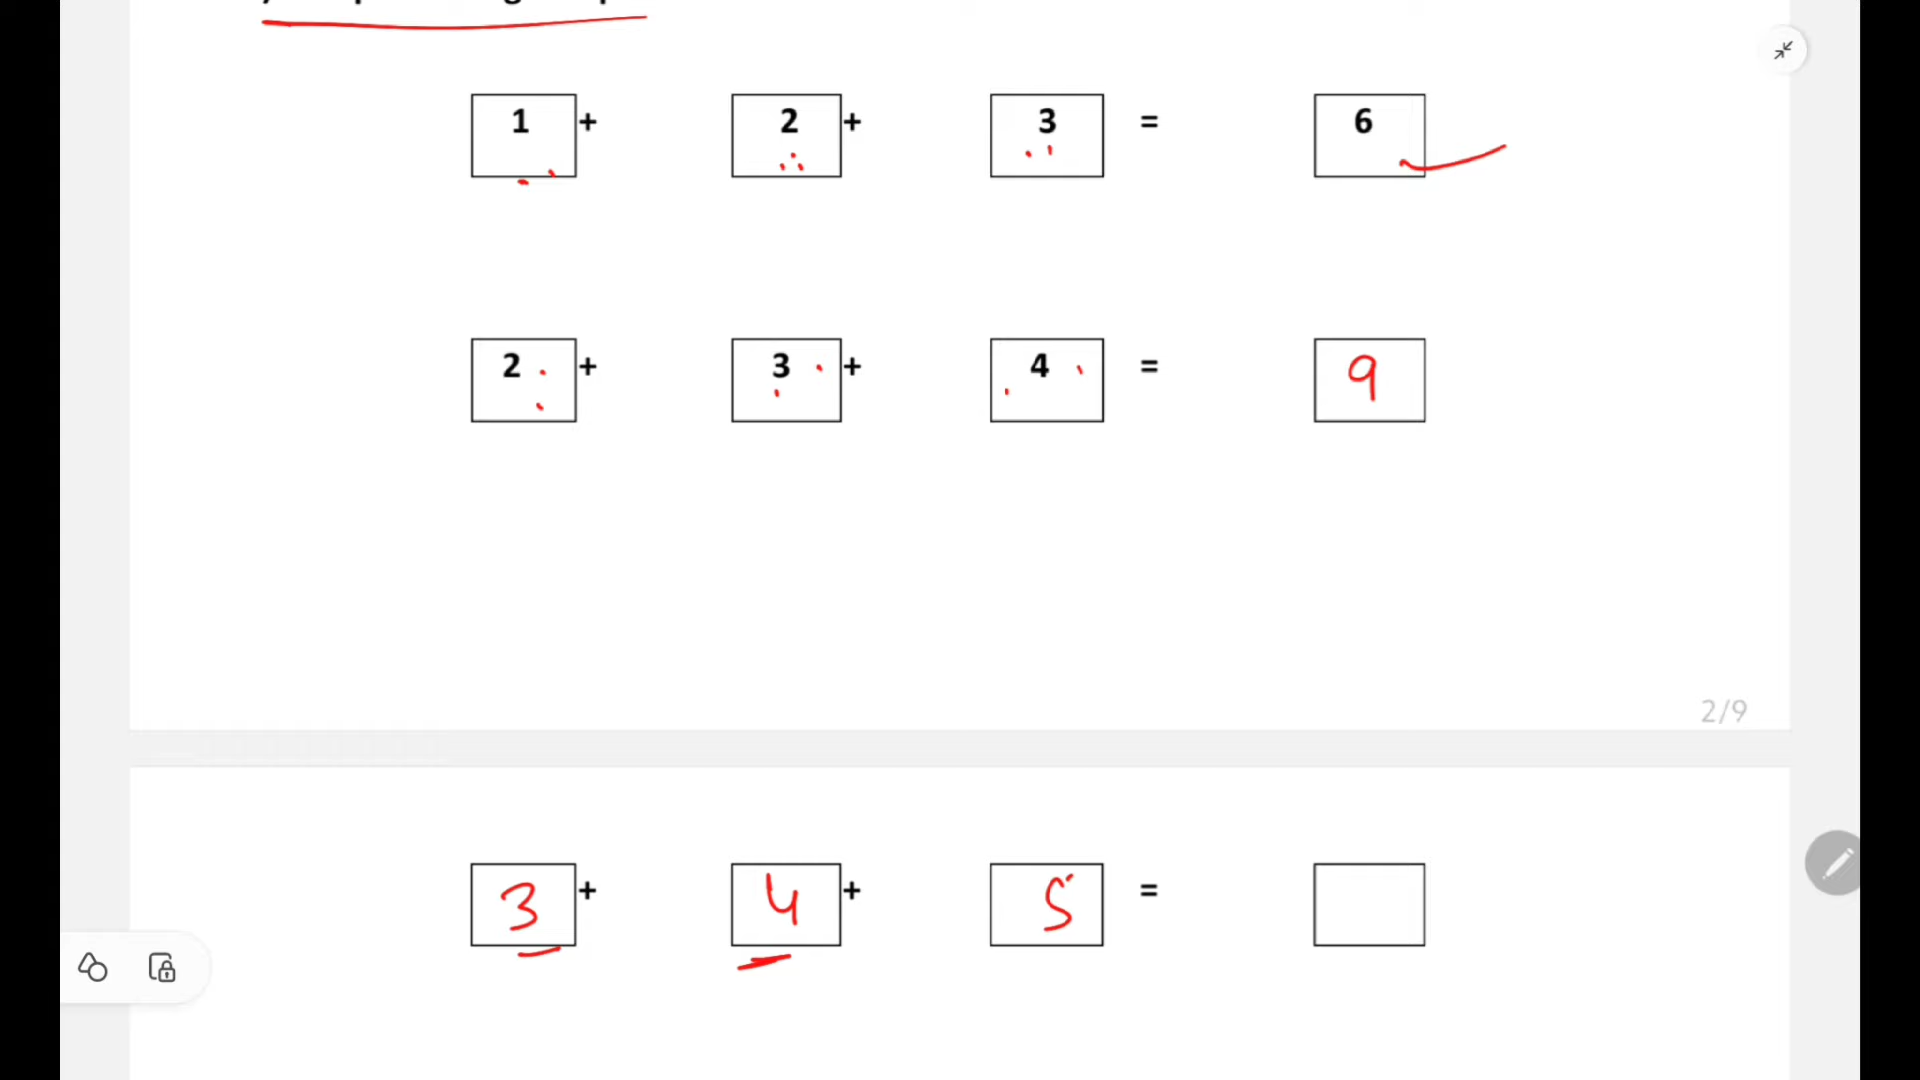 1 + 2 + 3 = 6
2 + 3 + 4 = 9
2/9
3 + 4 + 5 =